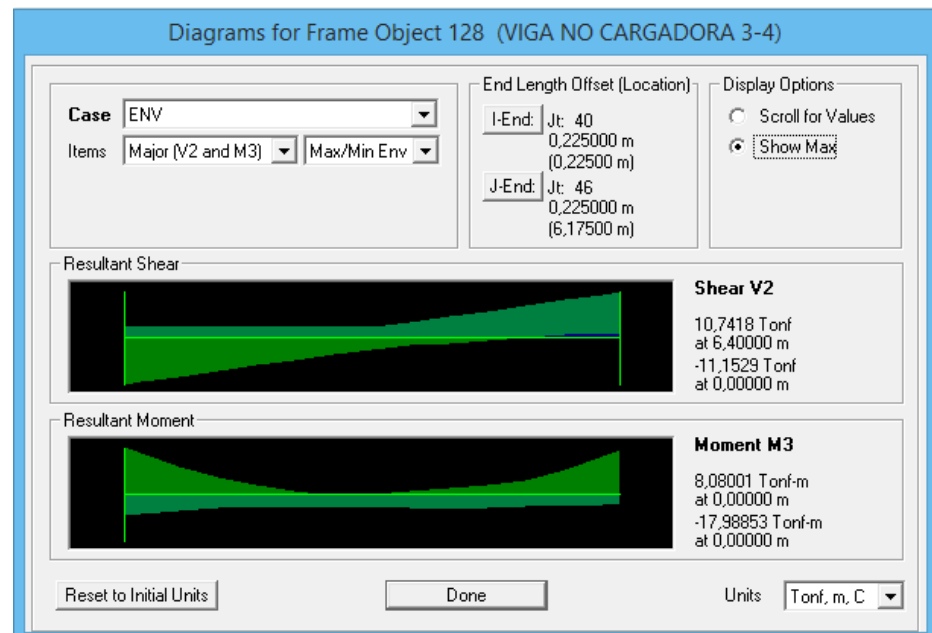 Diagrams for Frame Object 128 (VIGA NO CARGADORA 3-4)
Case ENV
Items Major (V2 and M3) Max/Min Env
End Length Offset (Location)
I-End: Jt: 40
0,225000 m
(0,22500 m)
J-End: Jt: 46
0,225000 m
(6,17500 m)
Display Options
Scroll for Values
Show Max
Resultant Shear
Shear V2
10,7418 Tonf
at 6,40000 m
-11,1529 Tonf
at 0,00000 m
Resultant Moment
Moment M3
8,08001 Tonf-m
at 0,00000 m
-17,98853 Tonf-m
at 0,00000 m
Reset to Initial Units
Done
Units Tonf, m, C